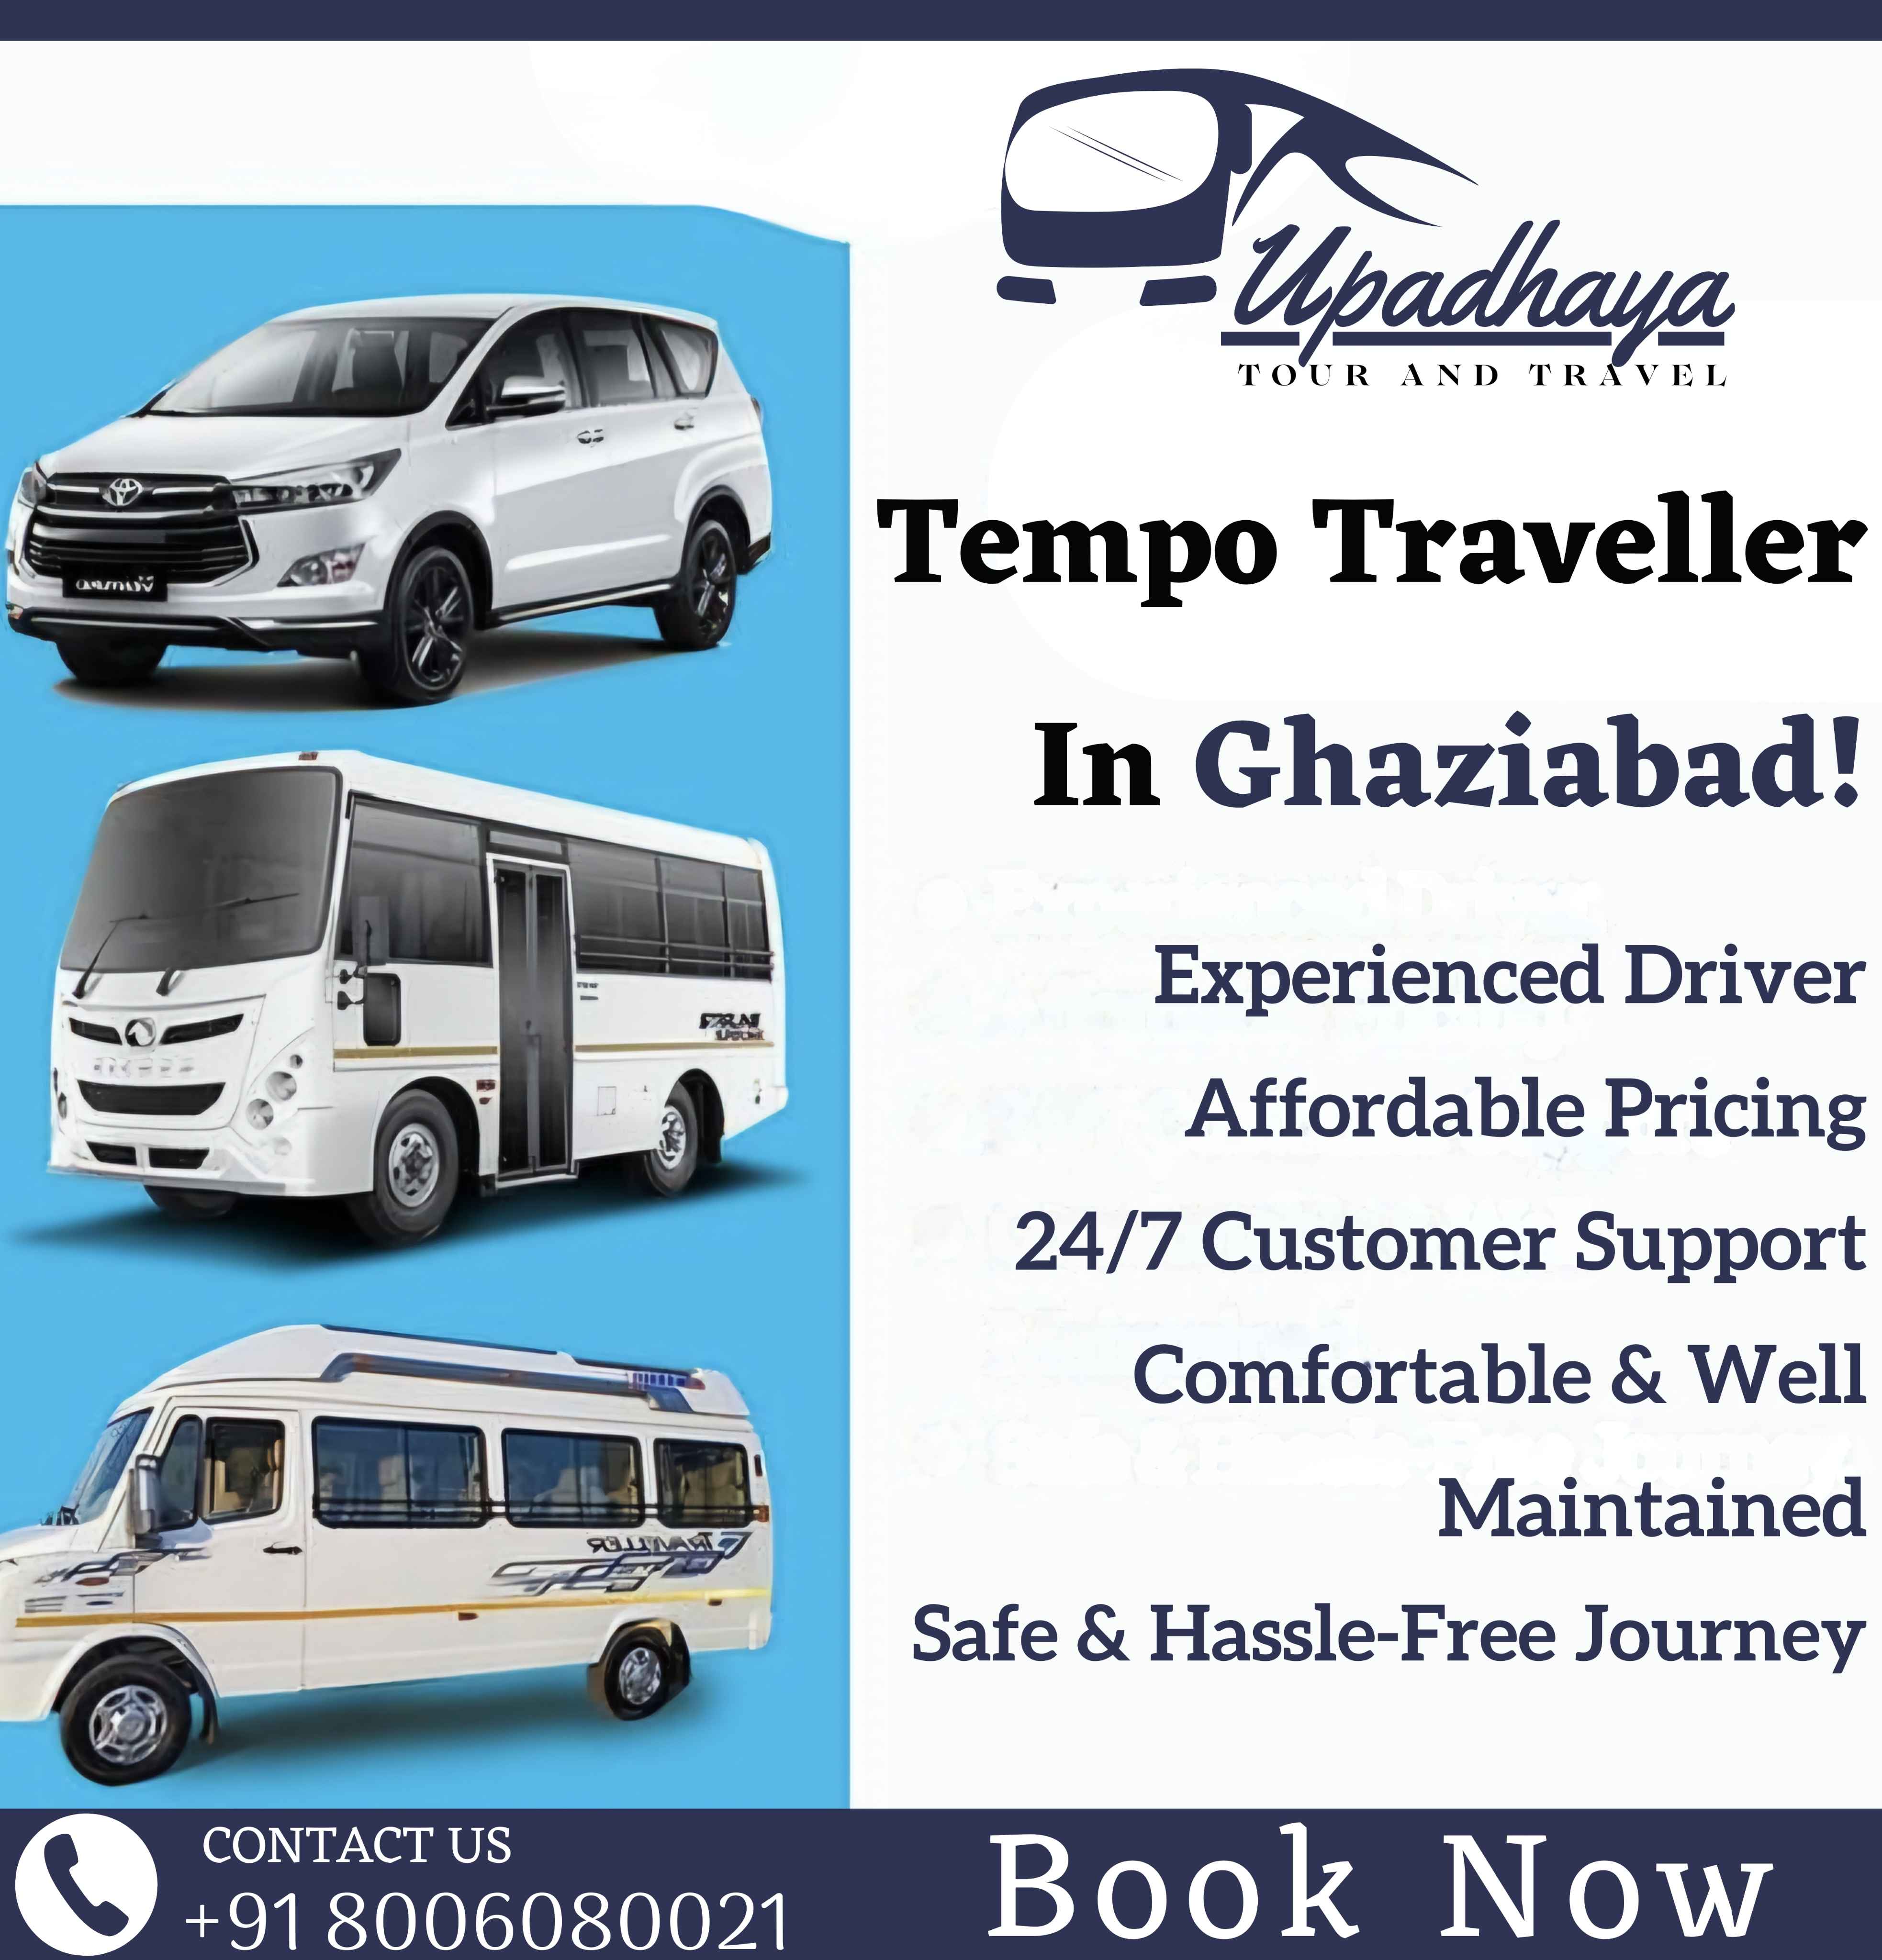 Upadhaya
TOUR AND TRAVEL
Tempo Traveller
In Ghaziabad!
Experienced Driver
Affordable Pricing
24/7 Customer Support
Comfortable & Well
Maintained
Safe & Hassle-Free Journey
TRAVELLER
CONTACT US
+91 8006080021
Book Now